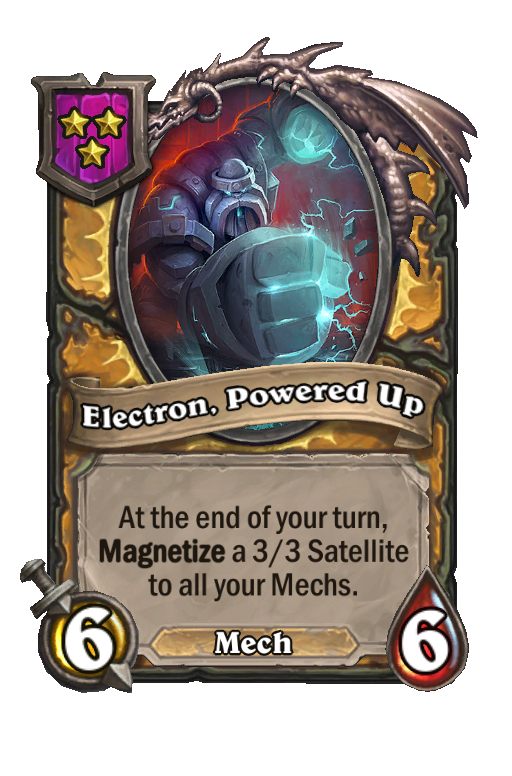 Electron, Powered Up
At the end of your turn,
Magnetize a 3/3 Satellite
to all your Mechs.
6
Mech
6